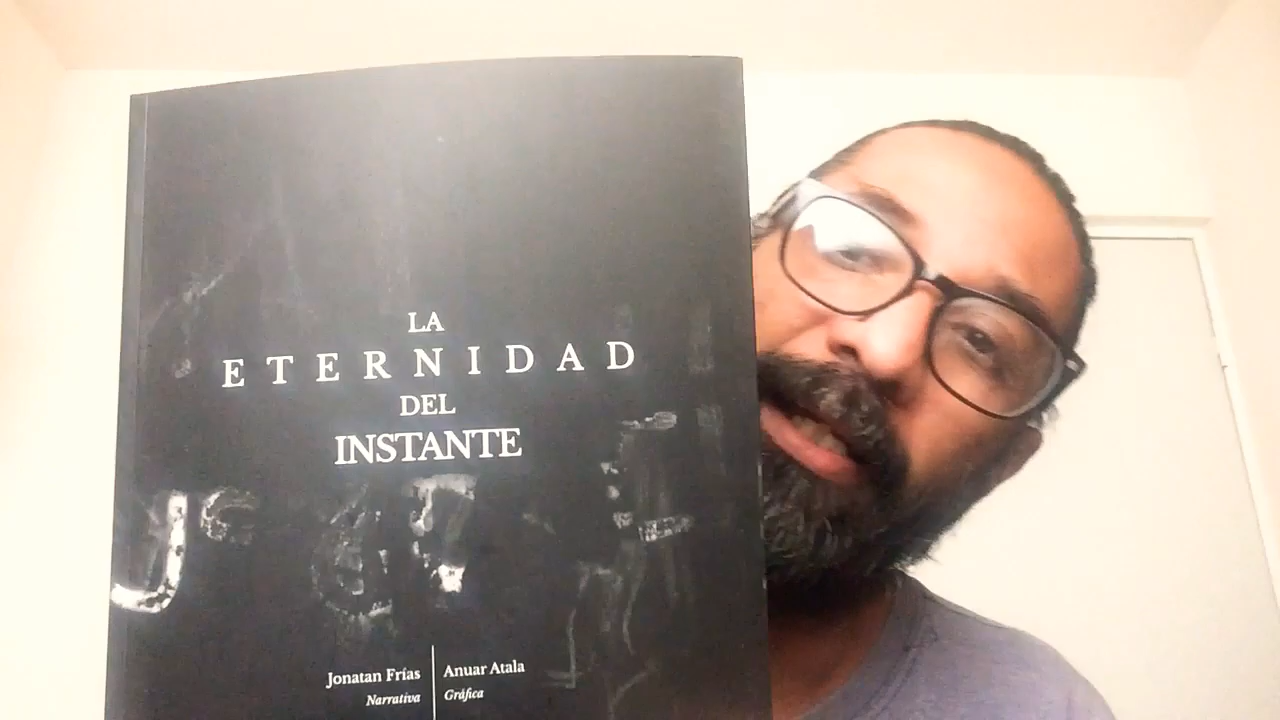 LA
ETERNIDAD
DEL
INSTANTE
Jonatan Frías
Narrativa
Anuar Atala
Gráfica